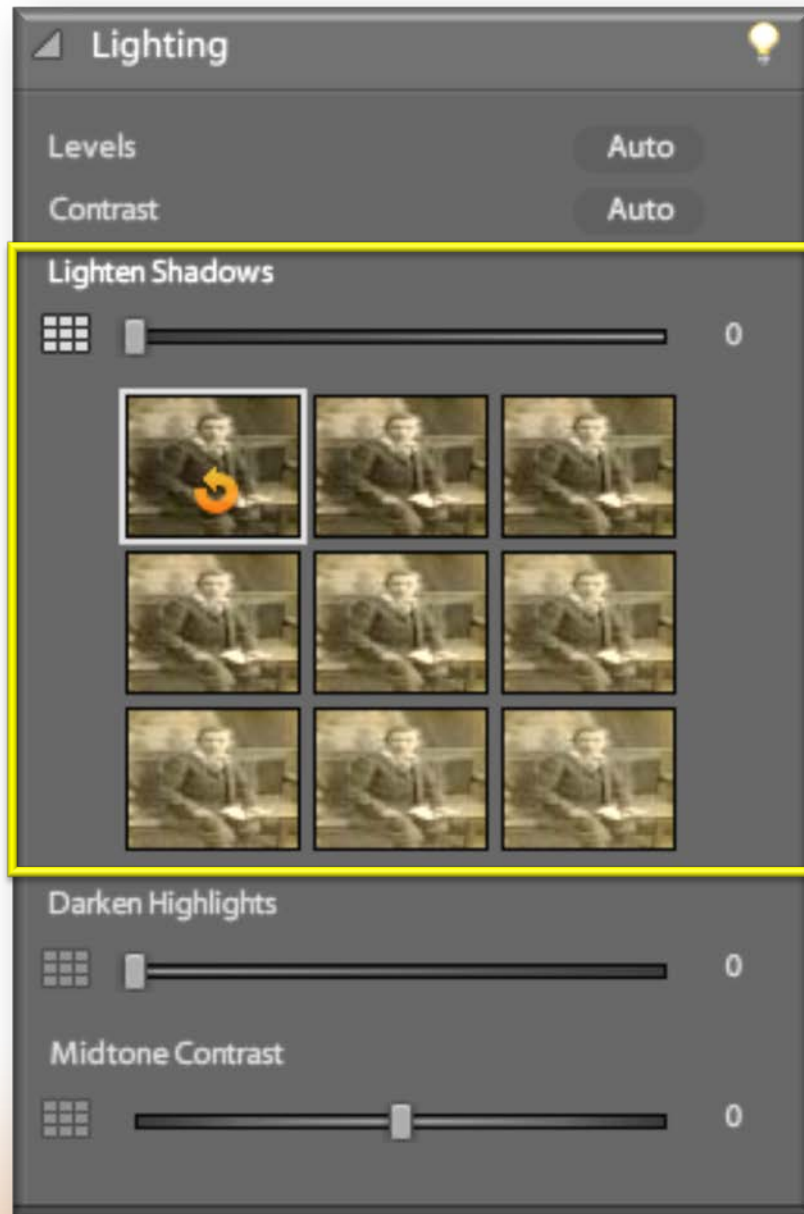 Lighting
Levels Auto
Contrast Auto
Lighten Shadows
0
Darken Highlights
0
Midtone Contrast
0